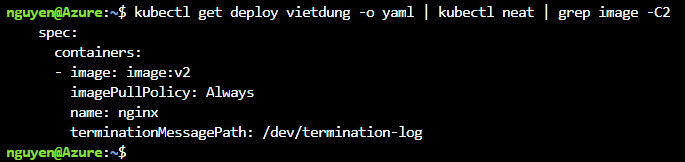 nguyen@Azure:~$ kubectl get deploy vietdung -o yaml | kubectl neat | grep image -C2
    spec:
      containers:
      - image: image:v2
        imagePullPolicy: Always
        name: nginx
        terminationMessagePath: /dev/termination-log
nguyen@Azure:~$